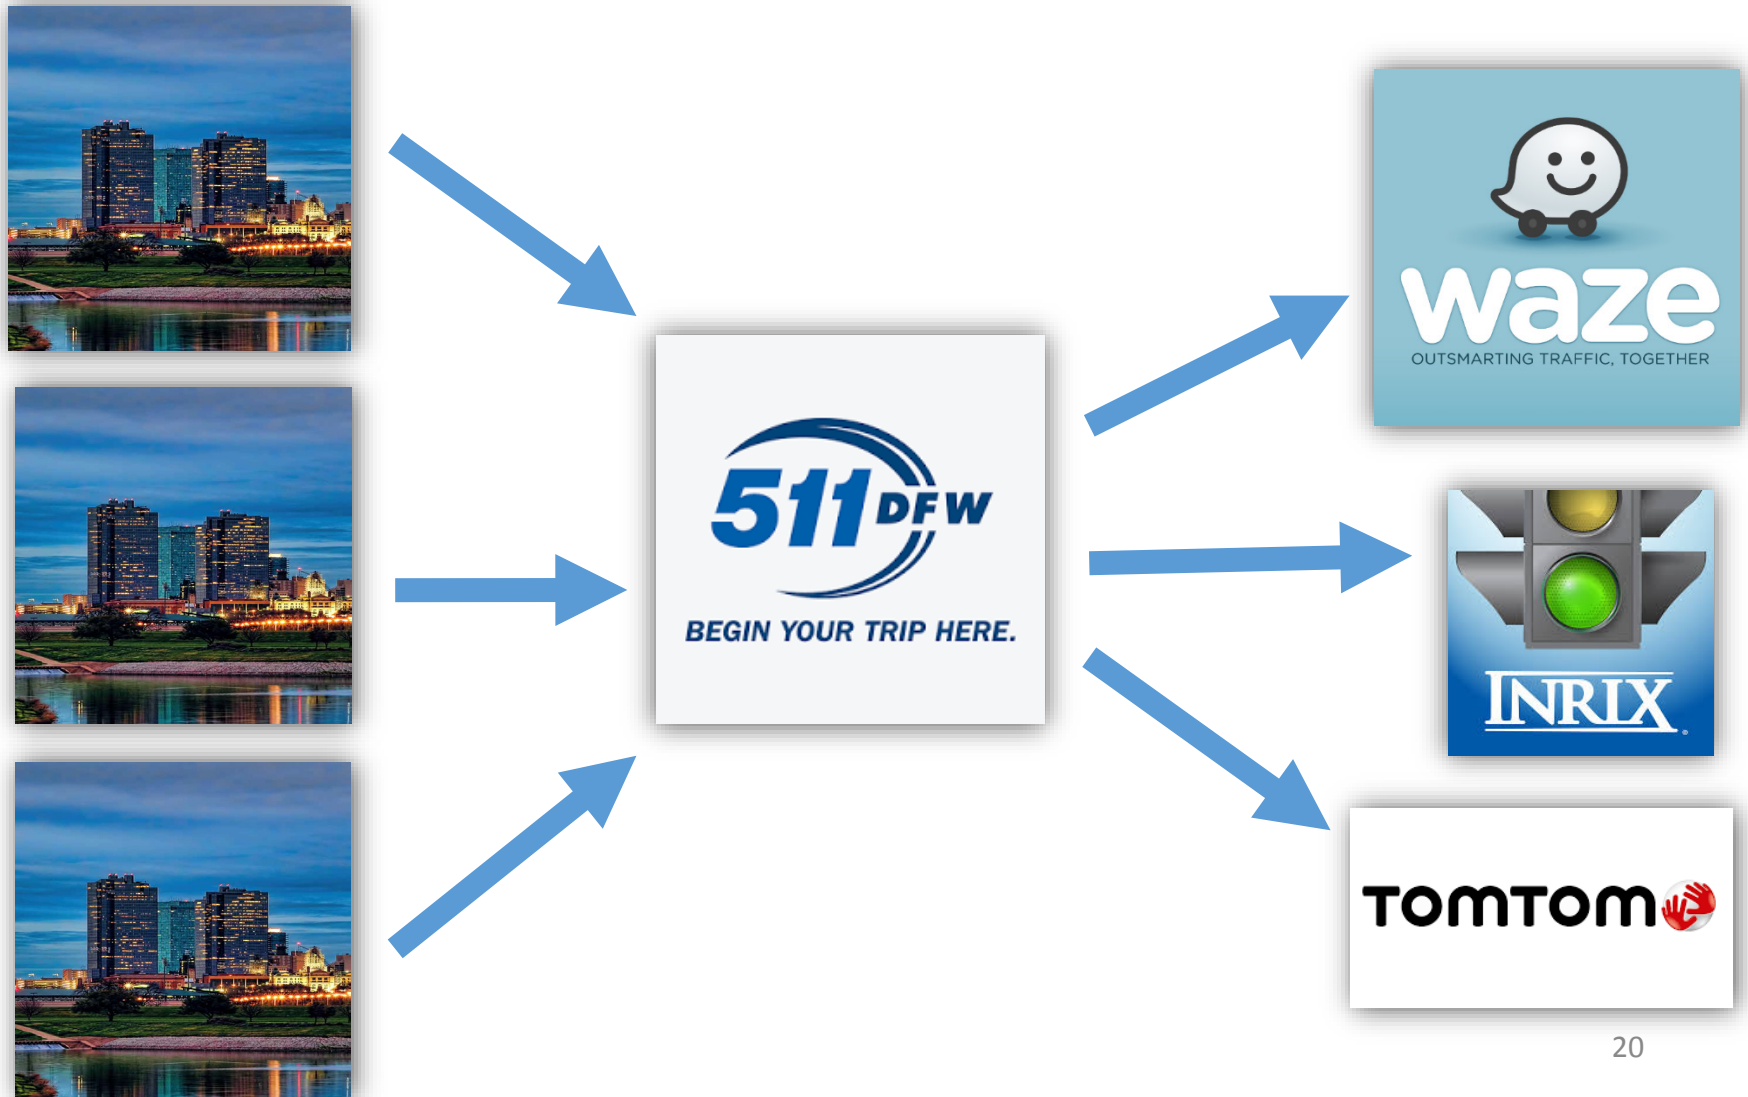 waze
OUTSMARTING TRAFFIC, TOGETHER
511 DFW
BEGIN YOUR TRIP HERE.
INRIX
TOMTOM
20